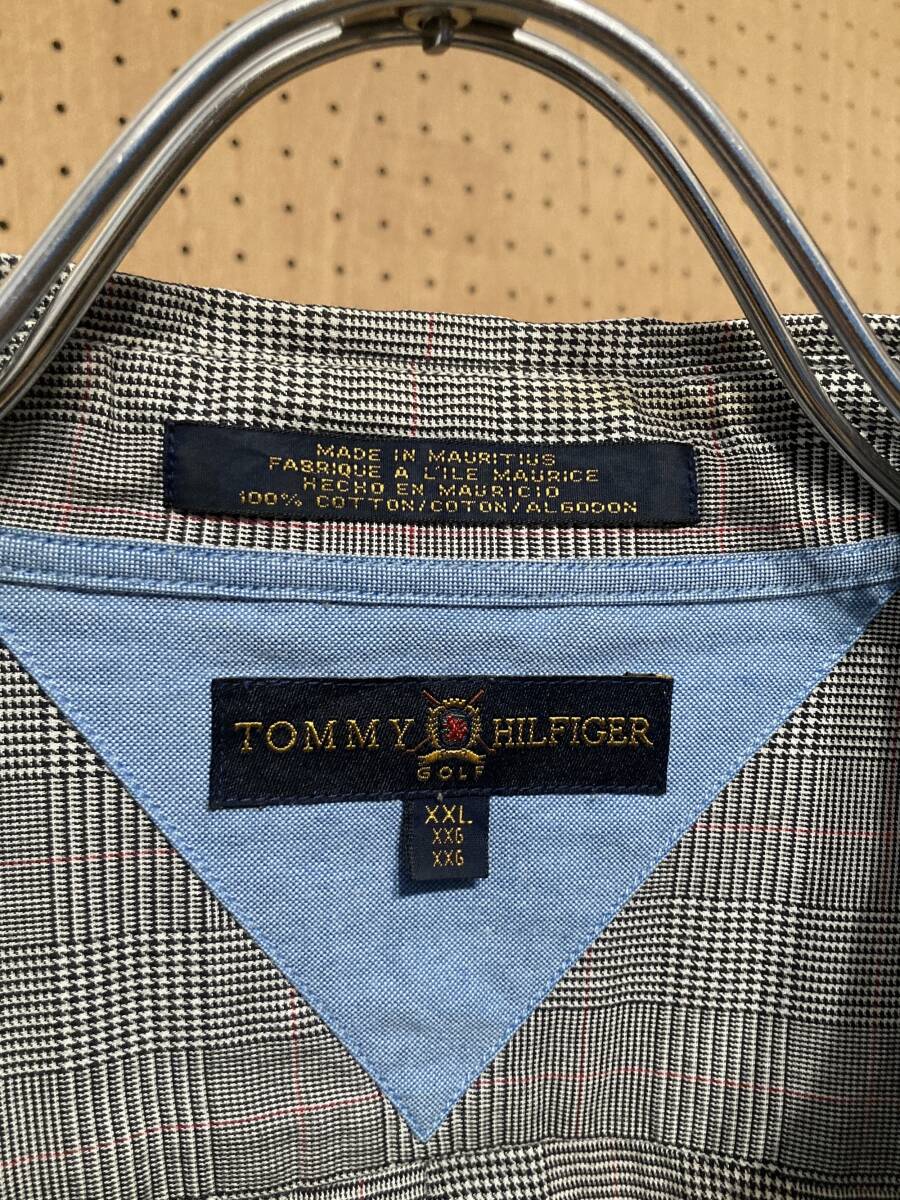 MADE IN MAURITIUS
FABRIQUE A L'ILE MAURICE
HECHO EN MAURICIO
100% COTTON/COTON/ALGODON
TOMMY HILFIGER
GOLF
XXL
XXG
XXG